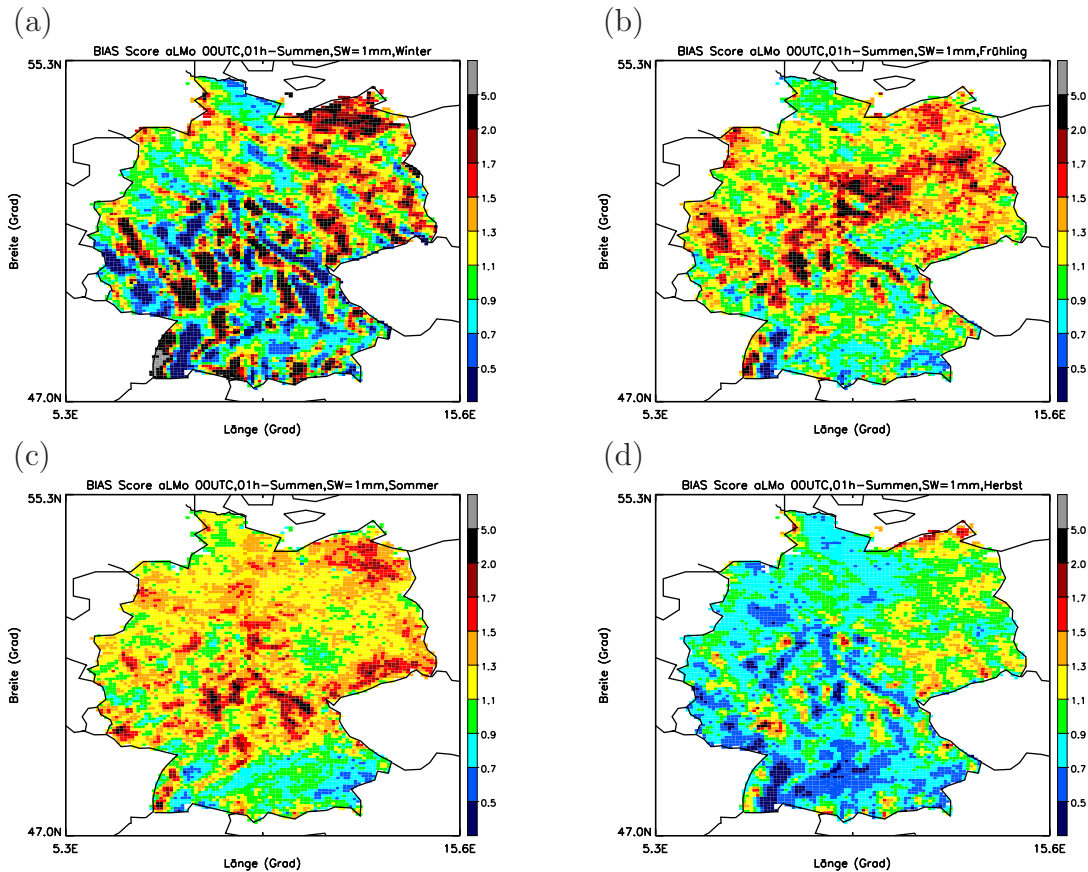 (a)
BIAS Score aLMo 00UTC,01h-Summen,SW=1mm,Winter
55.3N
47.0N
5.3E
15.6E
Breite (Grad)
Länge (Grad)
5.0
2.0
1.7
1.5
1.3
1.1
0.9
0.7
0.5
(b)
BIAS Score aLMo 00UTC,01h-Summen,SW=1mm,Frühling
55.3N
47.0N
5.3E
15.6E
Breite (Grad)
Länge (Grad)
5.0
2.0
1.7
1.5
1.3
1.1
0.9
0.7
0.5
(c)
BIAS Score aLMo 00UTC,01h-Summen,SW=1mm,Sommer
55.3N
47.0N
5.3E
15.6E
Breite (Grad)
Länge (Grad)
5.0
2.0
1.7
1.5
1.3
1.1
0.9
0.7
0.5
(d)
BIAS Score aLMo 00UTC,01h-Summen,SW=1mm,Herbst
55.3N
47.0N
5.3E
15.6E
Breite (Grad)
Länge (Grad)
5.0
2.0
1.7
1.5
1.3
1.1
0.9
0.7
0.5